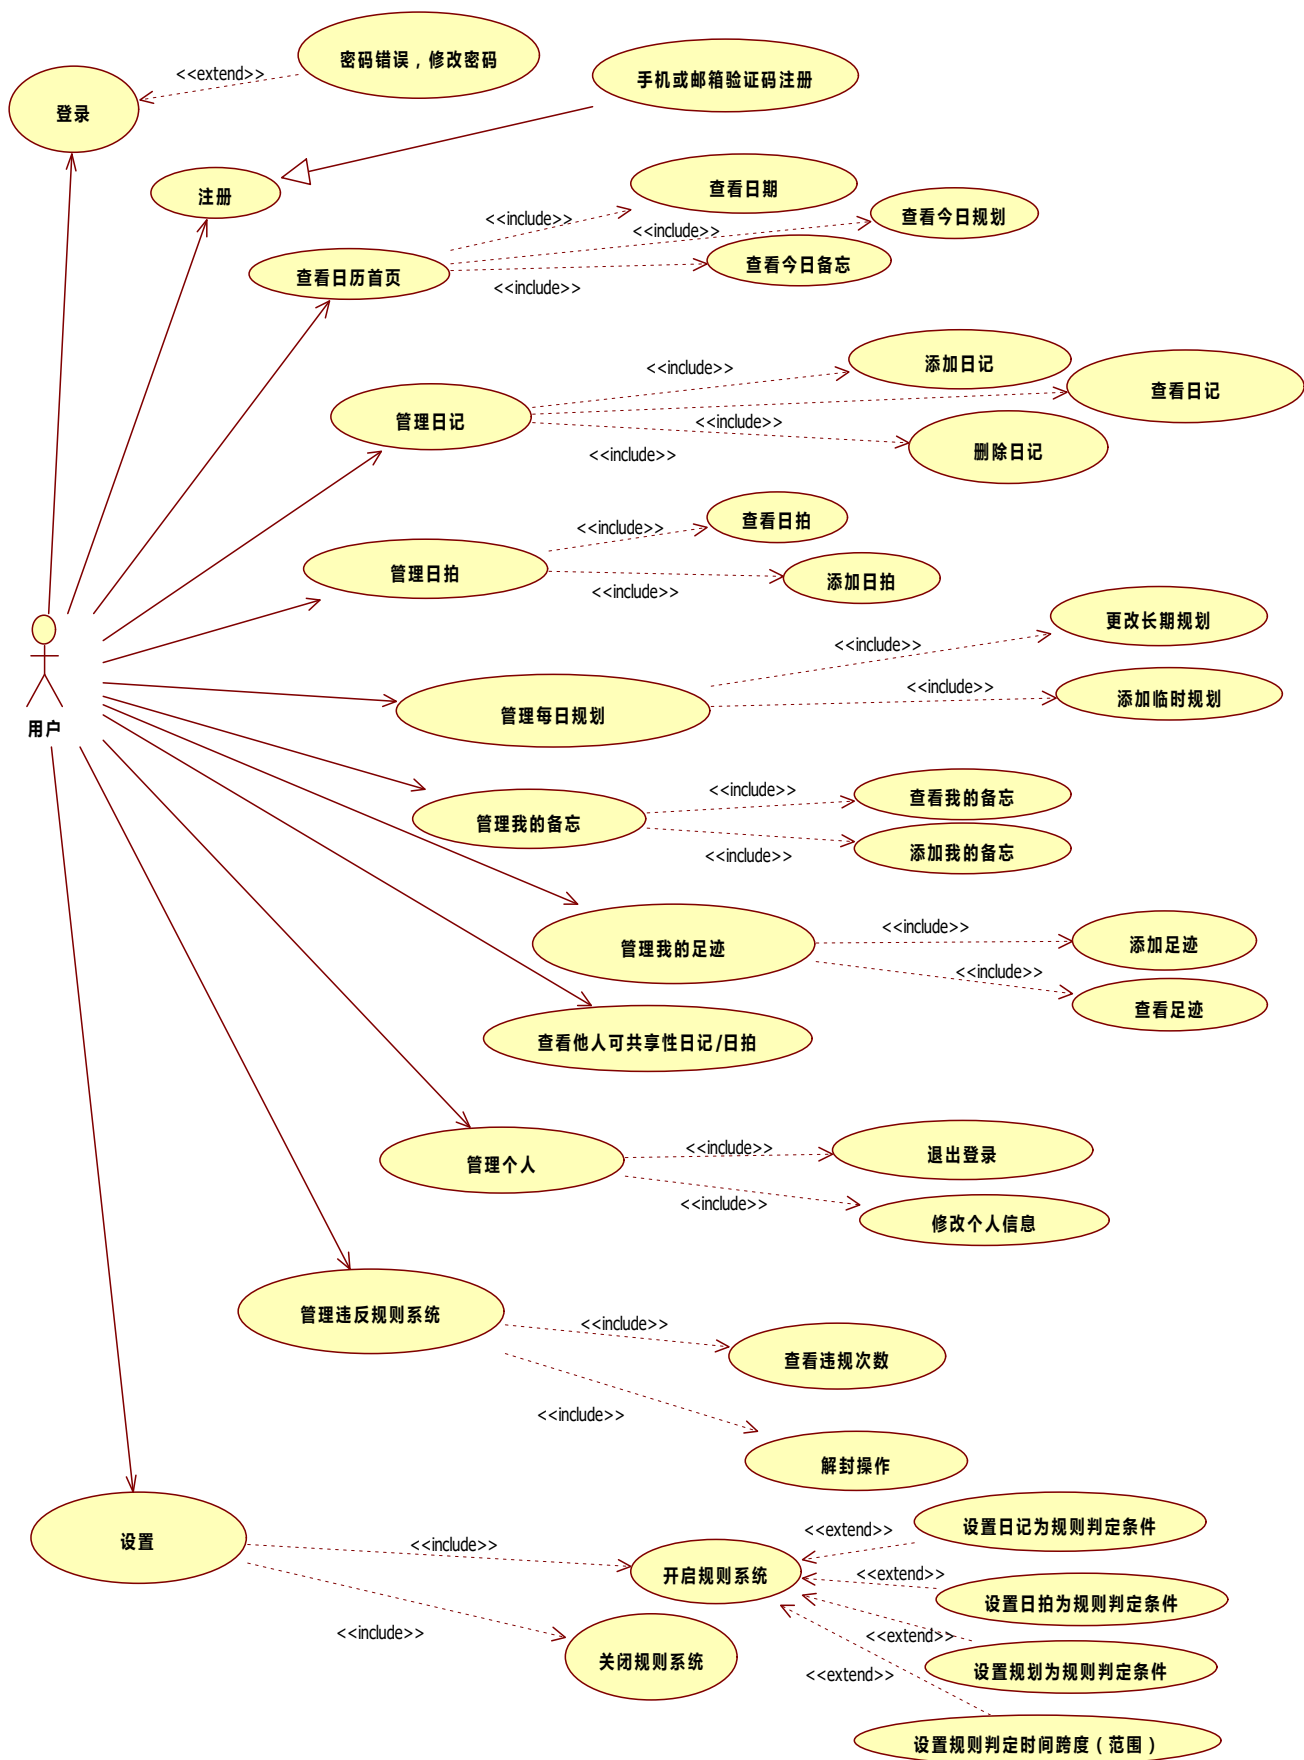 密码错误，修改密码
<<extend>>
手机或邮箱验证码注册
登录
注册
查看日期
<<include>>
查看今日规划
<<include>>
查看今日备忘
查看日历首页
<<include>>
添加日记
<<include>>
查看日记
管理日记
<<include>>
删除日记
<<include>>
查看日拍
<<include>>
管理日拍
添加日拍
<<include>>
更改长期规划
<<include>>
<<include>>
添加临时规划
管理每日规划
用户
<<include>>
查看我的备忘
管理我的备忘
添加我的备忘
<<include>>
<<include>>
添加足迹
管理我的足迹
<<include>>
查看足迹
查看他人可共享性日记/日拍
<<include>>
退出登录
管理个人
<<include>>
修改个人信息
管理违反规则系统
<<include>>
查看违规次数
<<include>>
解封操作
设置
<<include>>
<<extend>>
设置日记为规则判定条件
开启规则系统
<<extend>>
设置日拍为规则判定条件
<<include>>
<<extend>>
关闭规则系统
设置规划为规则判定条件
<<extend>>
设置规则判定时间跨度（范围）